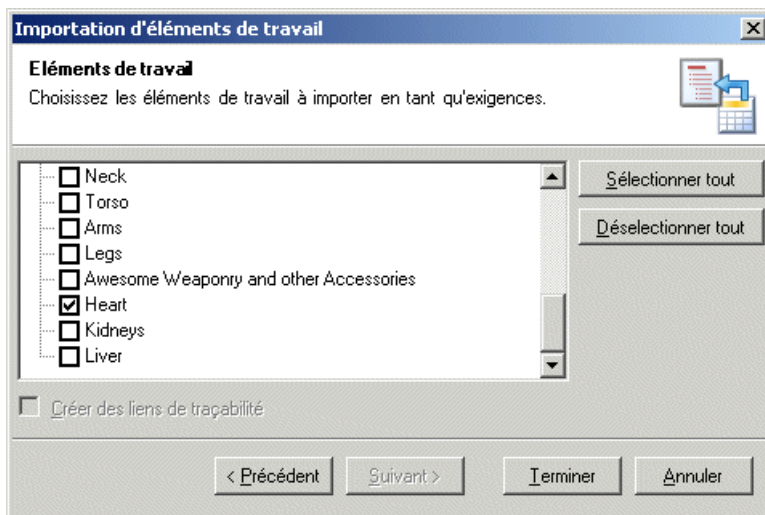 Importation d'éléments de travail
Eléments de travail
Choisissez les éléments de travail à importer en tant qu'exigences.
Neck
Torso
Arms
Legs
Awesome Weaponry and other Accessories
Heart
Kidneys
Liver
Sélectionner tout
Déselectionner tout
Créer des liens de traçabilité
< Précédent
Suivant >
Terminer
Annuler